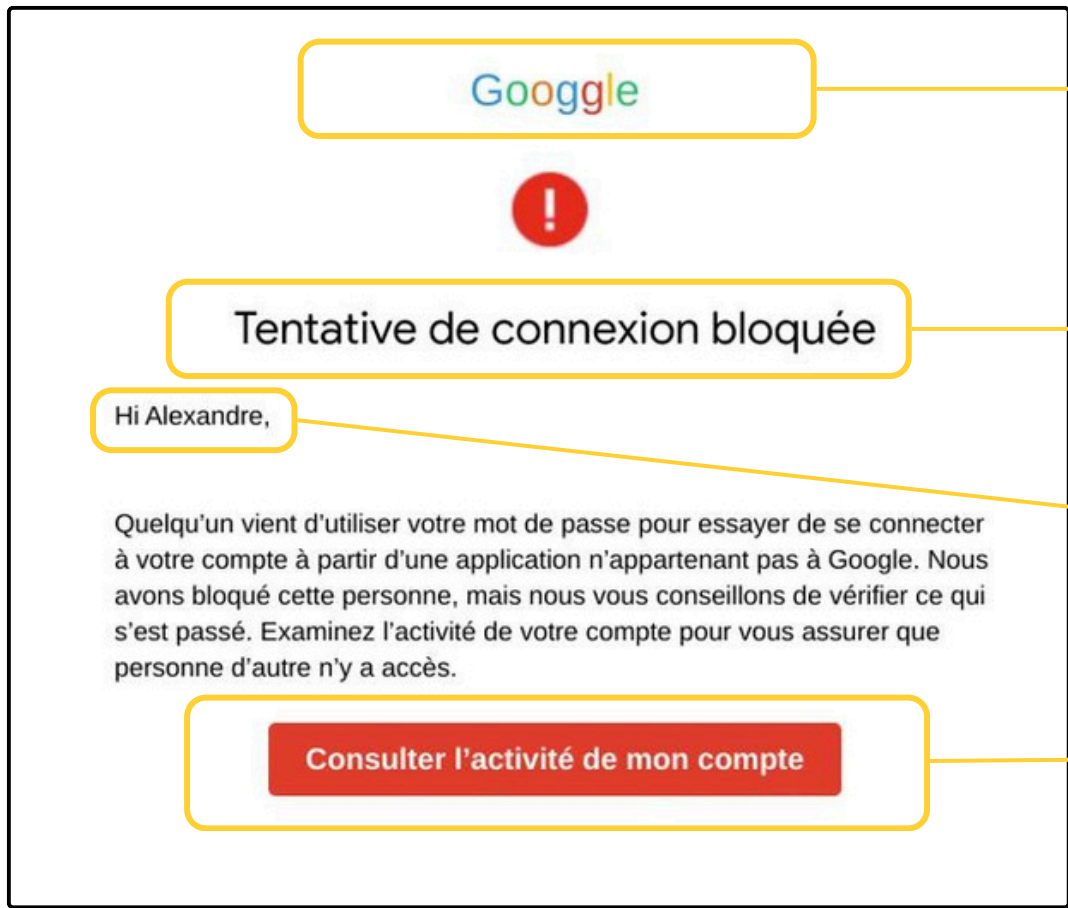 Googgle
!
Tentative de connexion bloquée
Hi Alexandre,
Quelqu’un vient d’utiliser votre mot de passe pour essayer de se connecter
à votre compte à partir d’une application n’appartenant pas à Google. Nous
avons bloqué cette personne, mais nous vous conseillons de vérifier ce qui
s’est passé. Examinez l’activité de votre compte pour vous assurer que
personne d’autre n’y a accès.
Consulter l’activité de mon compte